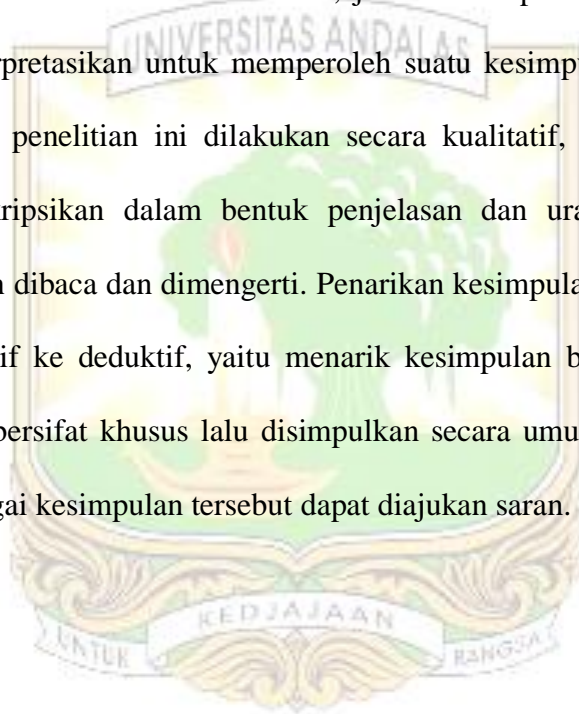 UNIVERSITAS ANDALAS
rpretasikan untuk memperoleh suatu kesimpu
penelitian ini dilakukan secara kualitatif,
ripsikan dalam bentuk penjelasan dan ura
n dibaca dan dimengerti. Penarikan kesimpula
if ke deduktif, yaitu menarik kesimpulan b
bersifat khusus lalu disimpulkan secara umu
gai kesimpulan tersebut dapat diajukan saran.
KEDJAJAAN
UNTUK BANGSA